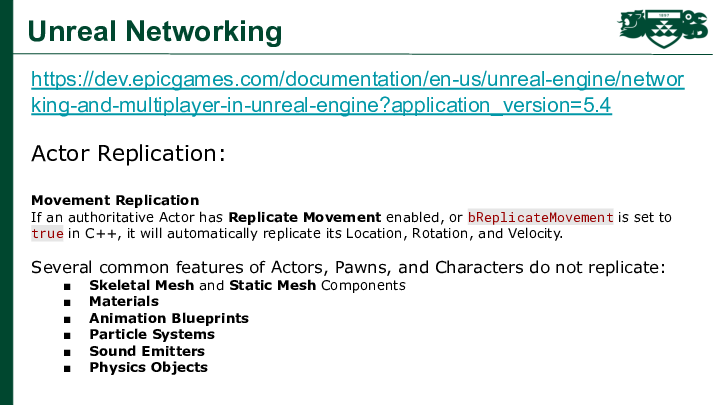 Unreal Networking
https://dev.epicgames.com/documentation/en-us/unreal-engine/networ
king-and-multiplayer-in-unreal-engine?application_version=5.4
Actor Replication:
Movement Replication
If an authoritative Actor has Replicate Movement enabled, or bReplicateMovement is set to
true in C++, it will automatically replicate its Location, Rotation, and Velocity.
Several common features of Actors, Pawns, and Characters do not replicate:
■ Skeletal Mesh and Static Mesh Components
■ Materials
■ Animation Blueprints
■ Particle Systems
■ Sound Emitters
■ Physics Objects